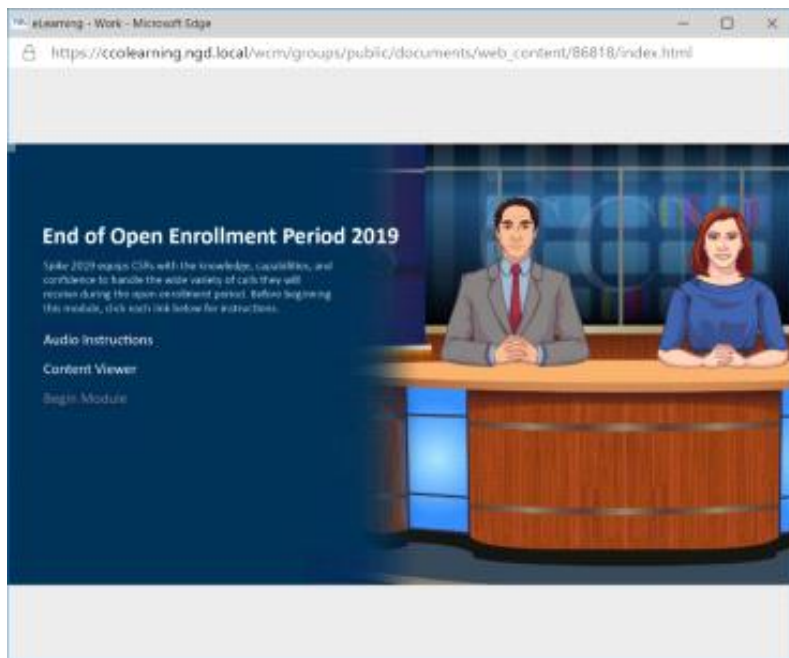 eLearning - Work - Microsoft Edge
https://ccolearning.ngd.local/wcm/groups/public/documents/web_content/86818/index.html
End of Open Enrollment Period 2019
Spike 2019 equips CSRs with the knowledge, capabilities, and
confidence to handle the wide variety of calls they will
receive during the open enrollment period. Before beginning
this module, click each link below for instructions.
Audio Instructions
Content Viewer
Begin Module